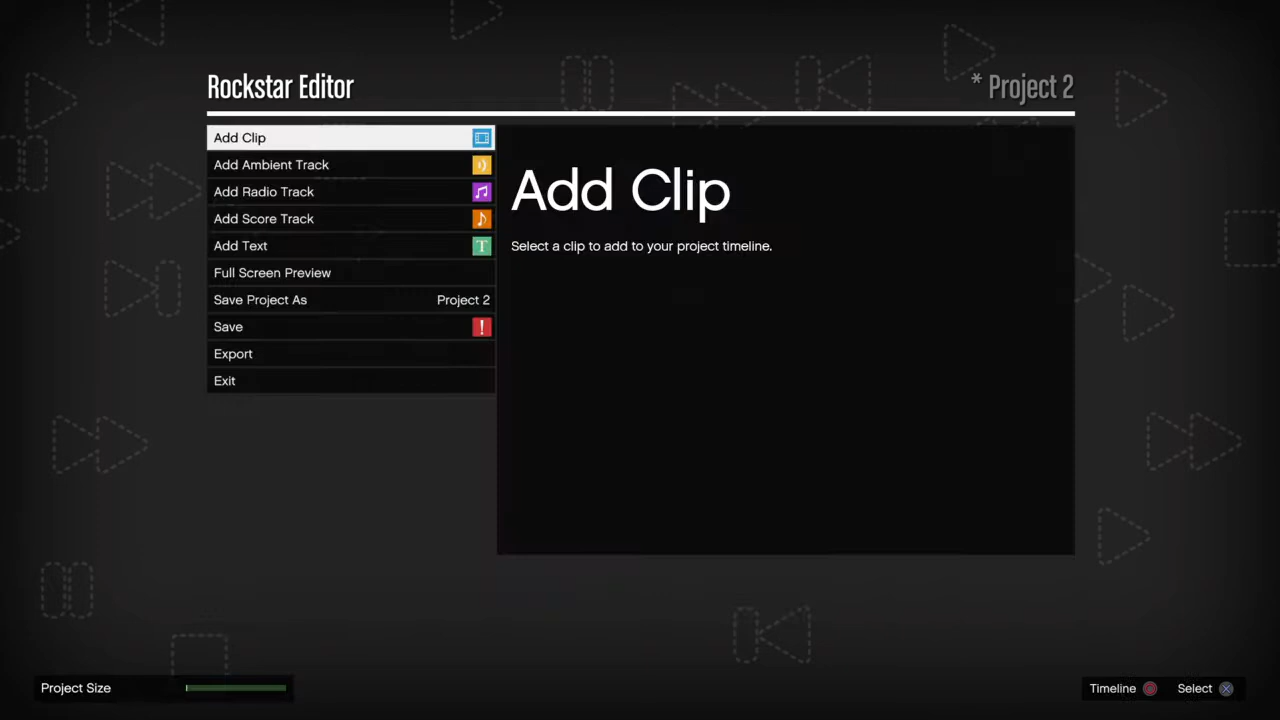 Rockstar Editor
* Project 2
Add Clip
Add Ambient Track
Add Radio Track
Add Score Track
Add Text
Full Screen Preview
Save Project As Project 2
Save
Export
Exit
Add Clip
Select a clip to add to your project timeline.
Project Size
Timeline Select